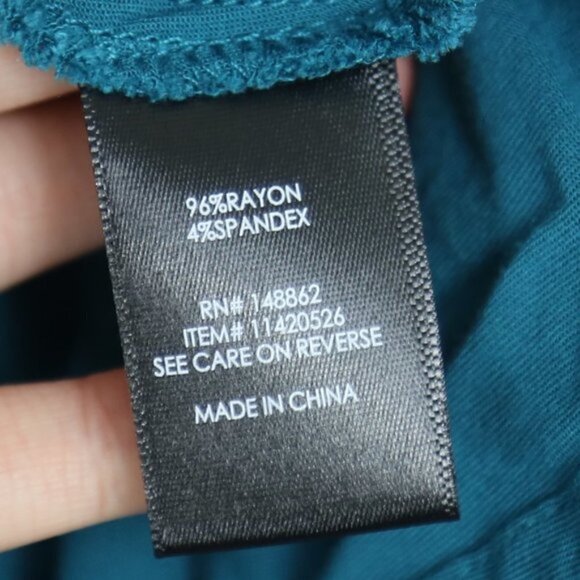 96%RAYON
4%SPANDEX
RN# 148862
ITEM# 11420526
SEE CARE ON REVERSE
MADE IN CHINA